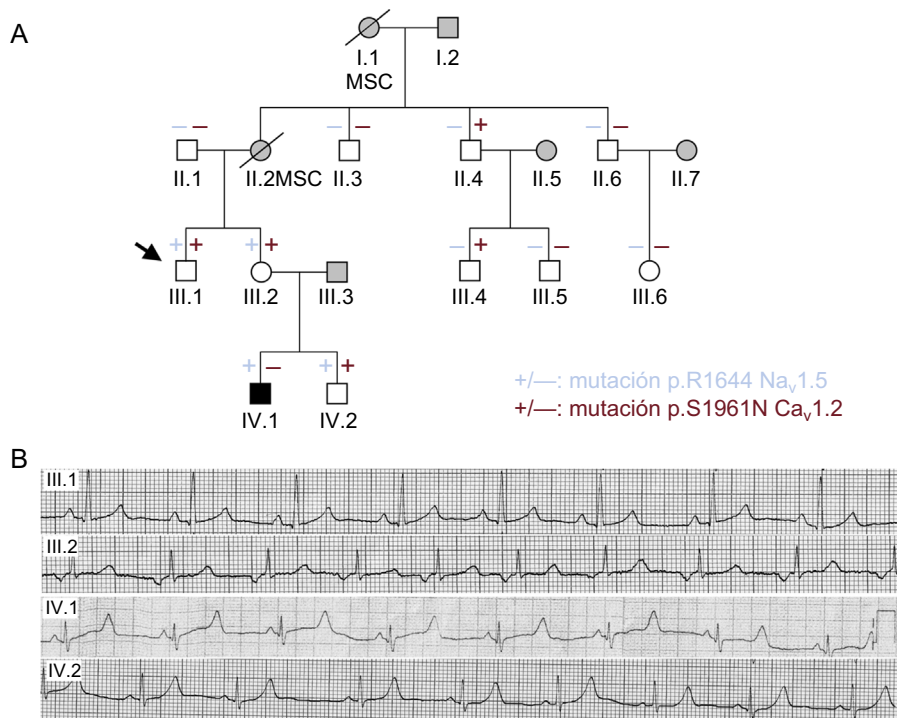 A
I.1
MSC
I.2
— — — — — + — —
II.1 II.2MSC II.3 II.4 II.5 II.6 II.7
+ + + + — + — — — —
III.1 III.2 III.3 III.4 III.5 III.6
+ — + +
IV.1 IV.2
+/—: mutación p.R1644 Nav1.5
+/—: mutación p.S1961N Cav1.2
B
III.1
III.2
IV.1
IV.2